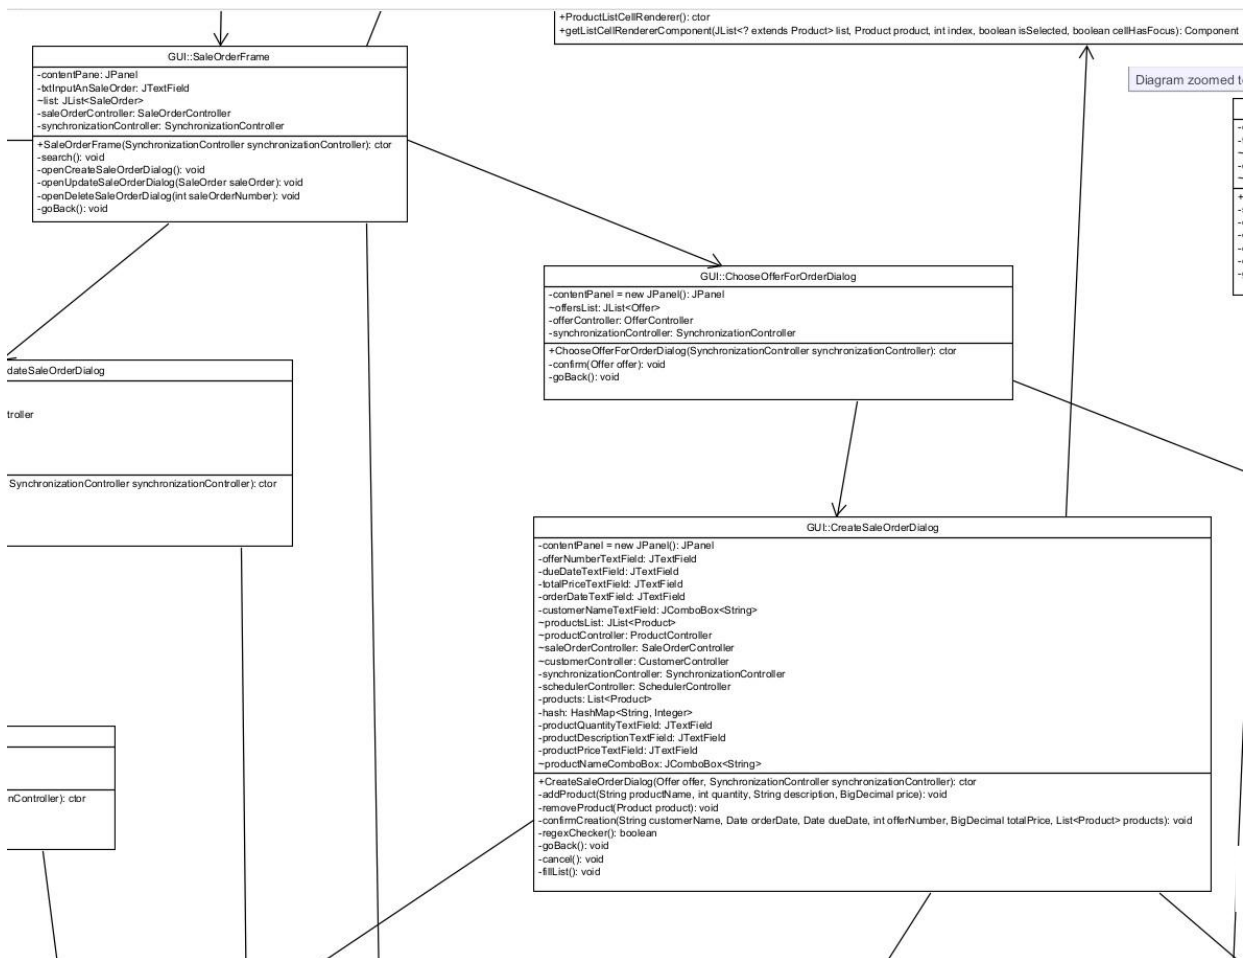 +ProductListCellRenderer(): ctor
+getListCellRendererComponent(JList<? extends Product> list, Product product, int index, boolean isSelected, boolean cellHasFocus): Component
GUI::SaleOrderFrame
-contentPane: JPanel
-txtInputAnSaleOrder: JTextField
~list: JList<SaleOrder>
-saleOrderController: SaleOrderController
-synchronizationController: SynchronizationController
+SaleOrderFrame(SynchronizationController synchronizationController): ctor
-search(): void
-openCreateSaleOrderDialog(): void
-openUpdateSaleOrderDialog(SaleOrder saleOrder): void
-openDeleteSaleOrderDialog(int saleOrderNumber): void
-goBack(): void
Diagram zoomed t
GUI::ChooseOfferForOrderDialog
-contentPanel = new JPanel(): JPanel
~offersList: JList<Offer>
-offerController: OfferController
-synchronizationController: SynchronizationController
+ChooseOfferForOrderDialog(SynchronizationController synchronizationController): ctor
-confirm(Offer offer): void
-goBack(): void
dateSaleOrderDialog
troller
SynchronizationController synchronizationController): ctor
GUI::CreateSaleOrderDialog
-contentPanel = new JPanel(): JPanel
-offerNumberTextField: JTextField
-dueDateTextField: JTextField
-totalPriceTextField: JTextField
-orderDateTextField: JTextField
-customerNameTextField: JComboBox<String>
~productsList: JList<Product>
~productController: ProductController
~saleOrderController: SaleOrderController
~customerController: CustomerController
-synchronizationController: SynchronizationController
-schedulerController: SchedulerController
-products: List<Product>
-hash: HashMap<String, Integer>
-productQuantityTextField: JTextField
-productDescriptionTextField: JTextField
-productPriceTextField: JTextField
~productNameComboBox: JComboBox<String>
+CreateSaleOrderDialog(Offer offer, SynchronizationController synchronizationController): ctor
-addProduct(String productName, int quantity, String description, BigDecimal price): void
-removeProduct(Product product): void
-confirmCreation(String customerName, Date orderDate, Date dueDate, int offerNumber, BigDecimal totalPrice, List<Product> products): void
-regexChecker(): boolean
-goBack(): void
-cancel(): void
-fillList(): void
nController): ctor